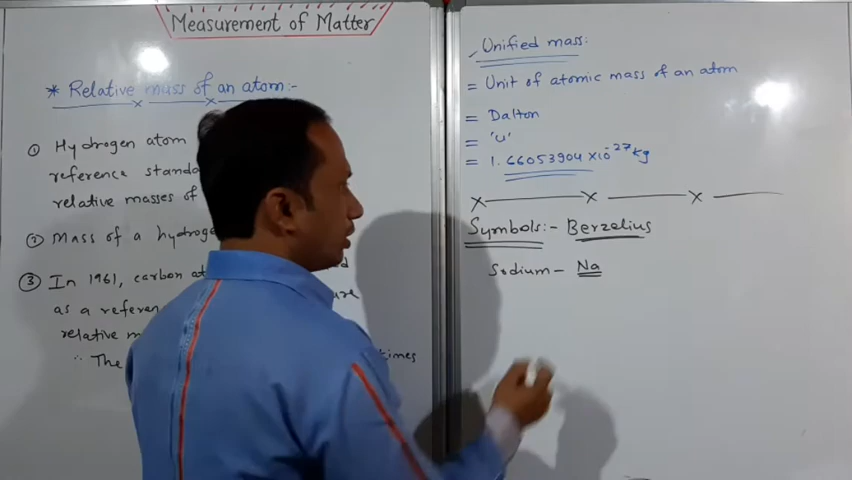 Measurement of Matter
* Relative mass of an atom:-
① Hydrogen atom
reference standa
relative masses of
② Mass of a hydroge
③ In 1961, carbon at
as a referen
relative m
∴ The times
Unified mass:
= Unit of atomic mass of an atom
= Dalton
= 'u'
= 1.66053904 ×10⁻²⁷ kg
Symbols:- Berzelius
Sodium - Na